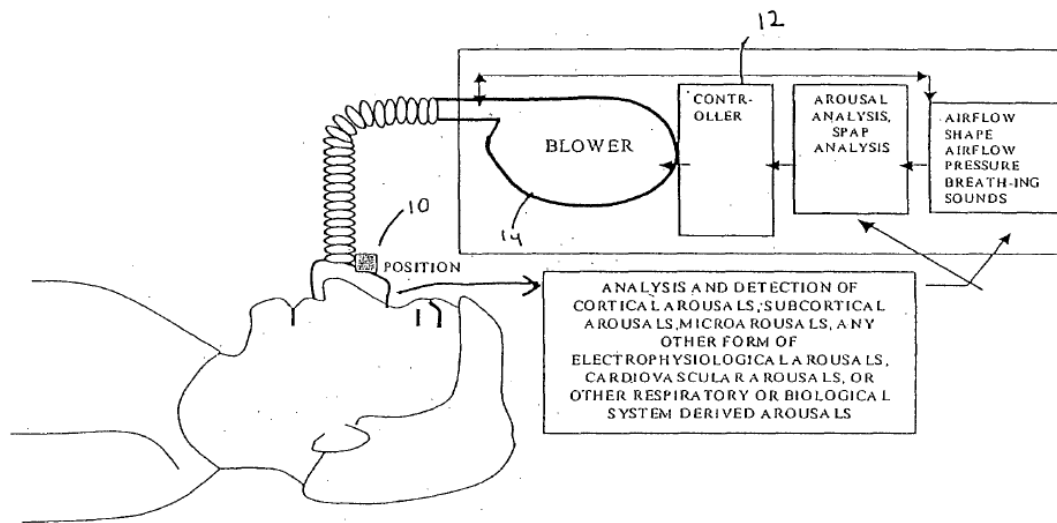 12
CONTR-
OLLER
AROUSAL
ANALYSIS,
SPAP
ANALYSIS
AIRFLOW
SHAPE
AIRFLOW
PRESSURE
BREATH-ING
SOUNDS
BLOWER
14
10
POSITION
ANALYSIS AND DETECTION OF
CORTICAL AROUSALS, SUBCORTICAL
AROUSALS, MICROAROUSALS, ANY
OTHER FORM OF
ELECTROPHYSIOLOGICAL AROUSALS,
CARDIOVASCULAR AROUSALS, OR
OTHER RESPIRATORY OR BIOLOGICAL
SYSTEM DERIVED AROUSALS